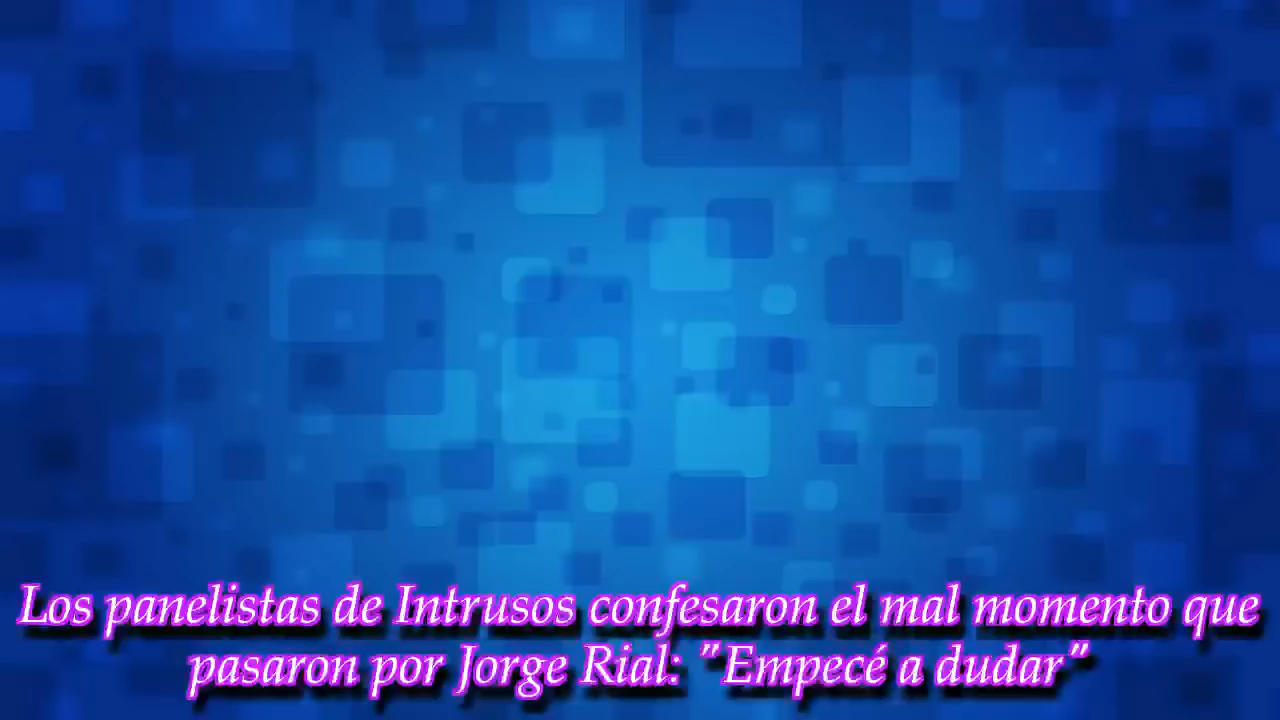 Los panelistas de Intrusos confesaron el mal momento que
pasaron por Jorge Rial: "Empecé a dudar"